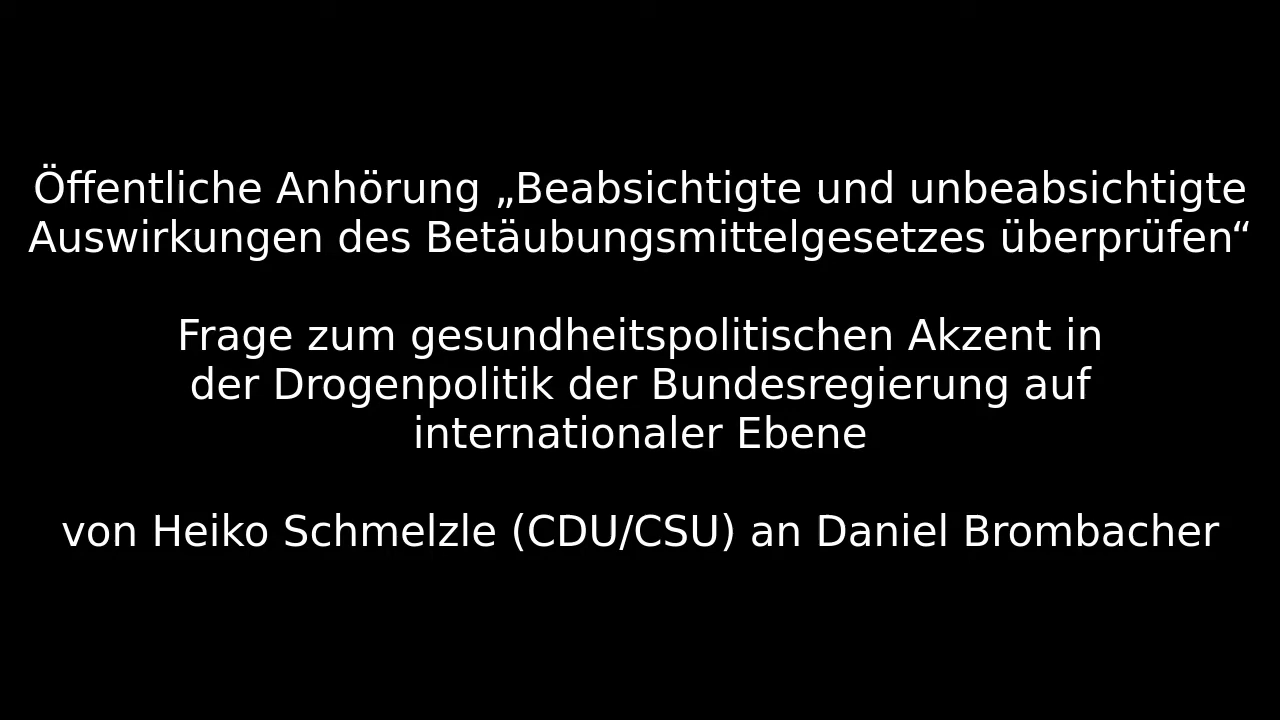 Öffentliche Anhörung „Beabsichtigte und unbeabsichtigte
Auswirkungen des Betäubungsmittelgesetzes überprüfen“
Frage zum gesundheitspolitischen Akzent in
der Drogenpolitik der Bundesregierung auf
internationaler Ebene
von Heiko Schmelzle (CDU/CSU) an Daniel Brombacher